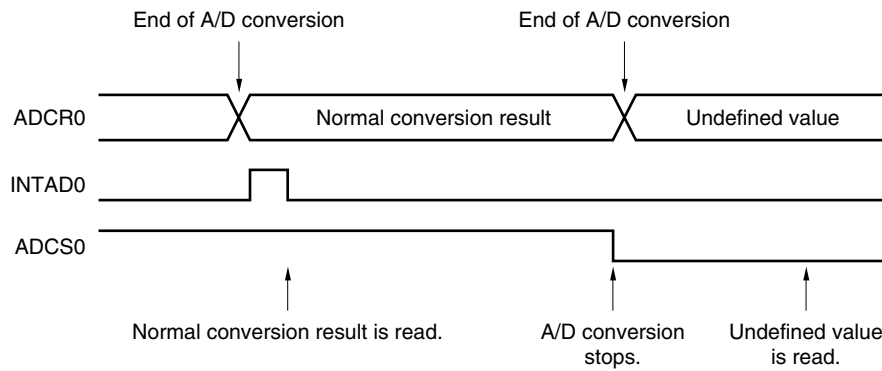 End of A/D conversion
End of A/D conversion
ADCR0
Normal conversion result
Undefined value
INTAD0
ADCS0
Normal conversion result is read.
A/D conversion
stops.
Undefined value
is read.